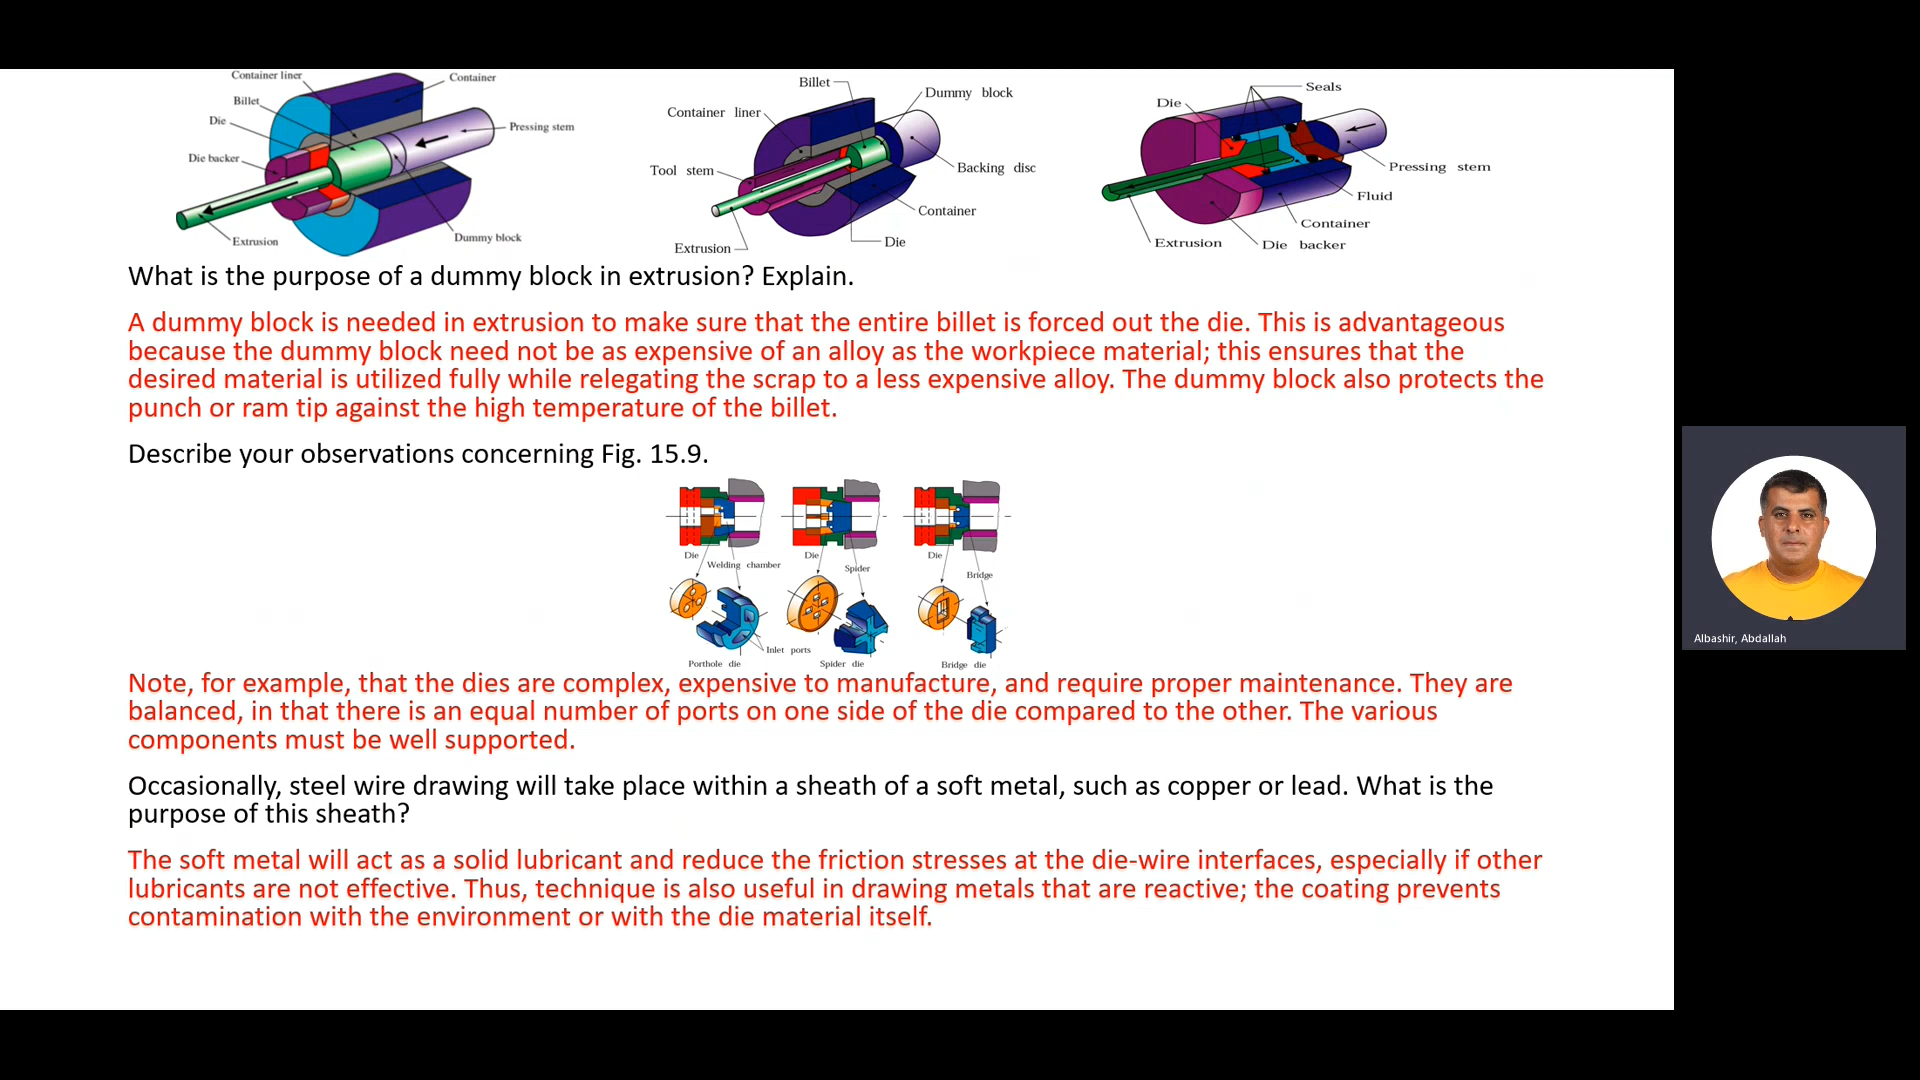 Container liner
Container
Billet
Die
Pressing stem
Die backer
Extrusion
Dummy block
Billet
Dummy block
Container liner
Tool stem
Backing disc
Container
Die
Extrusion
Seals
Die
Pressing stem
Fluid
Container
Extrusion
Die backer
What is the purpose of a dummy block in extrusion? Explain.
A dummy block is needed in extrusion to make sure that the entire billet is forced out the die. This is advantageous
because the dummy block need not be as expensive of an alloy as the workpiece material; this ensures that the
desired material is utilized fully while relegating the scrap to a less expensive alloy. The dummy block also protects the
punch or ram tip against the high temperature of the billet.
Describe your observations concerning Fig. 15.9.
Die
Welding chamber
Inlet ports
Porthole die
Die
Spider
Spider die
Die
Bridge
Bridge die
Note, for example, that the dies are complex, expensive to manufacture, and require proper maintenance. They are
balanced, in that there is an equal number of ports on one side of the die compared to the other. The various
components must be well supported.
Occasionally, steel wire drawing will take place within a sheath of a soft metal, such as copper or lead. What is the
purpose of this sheath?
The soft metal will act as a solid lubricant and reduce the friction stresses at the die-wire interfaces, especially if other
lubricants are not effective. Thus, technique is also useful in drawing metals that are reactive; the coating prevents
contamination with the environment or with the die material itself.
Albashir, Abdallah